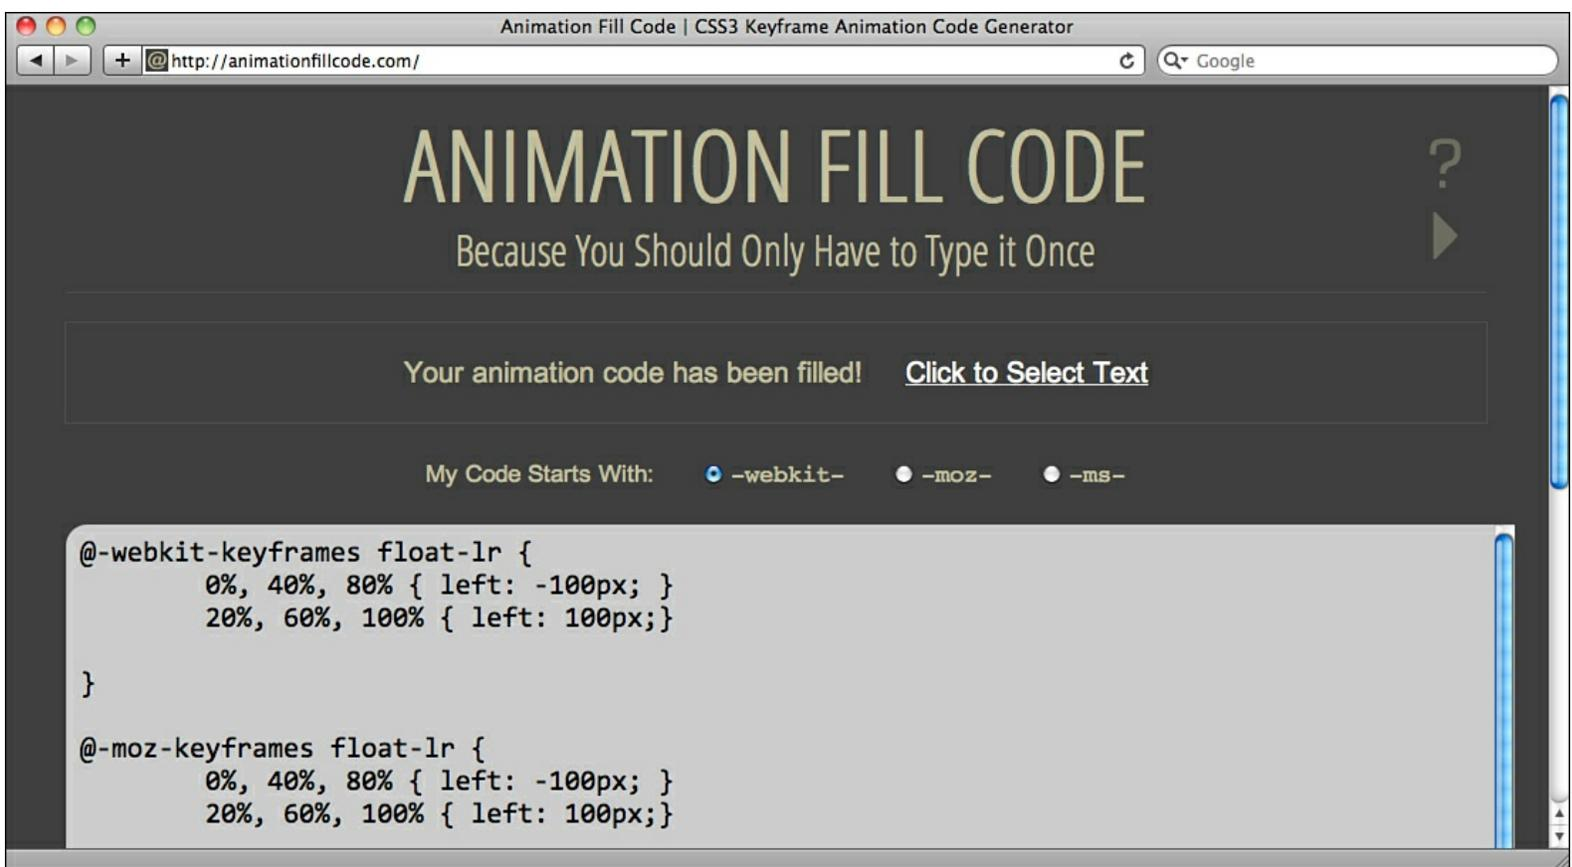 Animation Fill Code | CSS3 Keyframe Animation Code Generator
http://animationfillcode.com/
Google
ANIMATION FILL CODE
?
Because You Should Only Have to Type it Once
Your animation code has been filled! Click to Select Text
My Code Starts With: -webkit- -moz- -ms-
@-webkit-keyframes float-lr {
0%, 40%, 80% { left: -100px; }
20%, 60%, 100% { left: 100px;}
}
@-moz-keyframes float-lr {
0%, 40%, 80% { left: -100px; }
20%, 60%, 100% { left: 100px;}